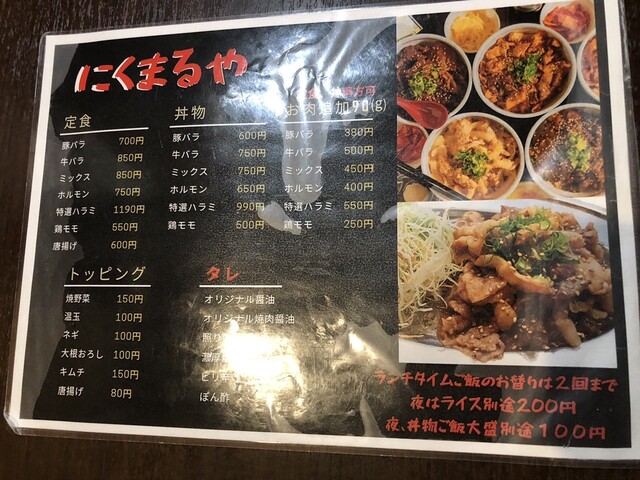 にくまるや
定食
豚バラ 700円
牛バラ 850円
ミックス 850円
ホルモン 750円
特選ハラミ 1190円
鶏モモ 550円
唐揚げ 600円
丼物
豚バラ 600円
牛バラ 750円
ミックス 750円
ホルモン 650円
特選ハラミ 990円
鶏モモ 500円
お肉追加90(g)
豚バラ 380円
牛バラ 500円
ミックス 450円
ホルモン 400円
特選ハラミ 550円
鶏モモ 250円
トッピング
焼野菜 150円
温玉 100円
ネギ 100円
大根おろし 100円
キムチ 150円
唐揚げ 80円
タレ
オリジナル醤油
オリジナル焼肉醤油
照り
ピリ辛
ぽん酢
ランチタイムご飯のお替りは2回まで
夜はライス別途200円
夜、丼物ご飯大盛別途100円